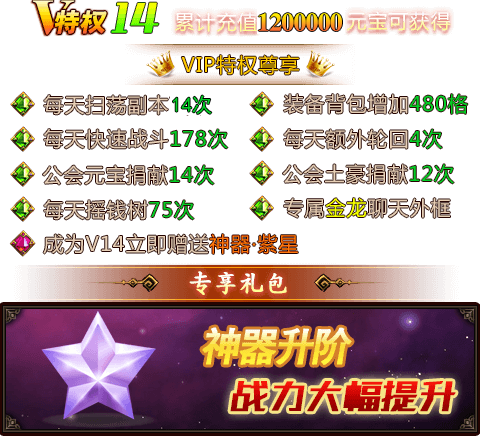 V特权14 累计充值1200000元宝可获得
VIP特权尊享
每天扫荡副本14次 装备背包增加480格
每天快速战斗178次 每天额外轮回4次
公会元宝捐献14次 公会土豪捐献12次
每天摇钱树75次 专属金龙聊天外框
成为V14立即赠送神器·紫星
专享礼包
神器升阶
战力大幅提升